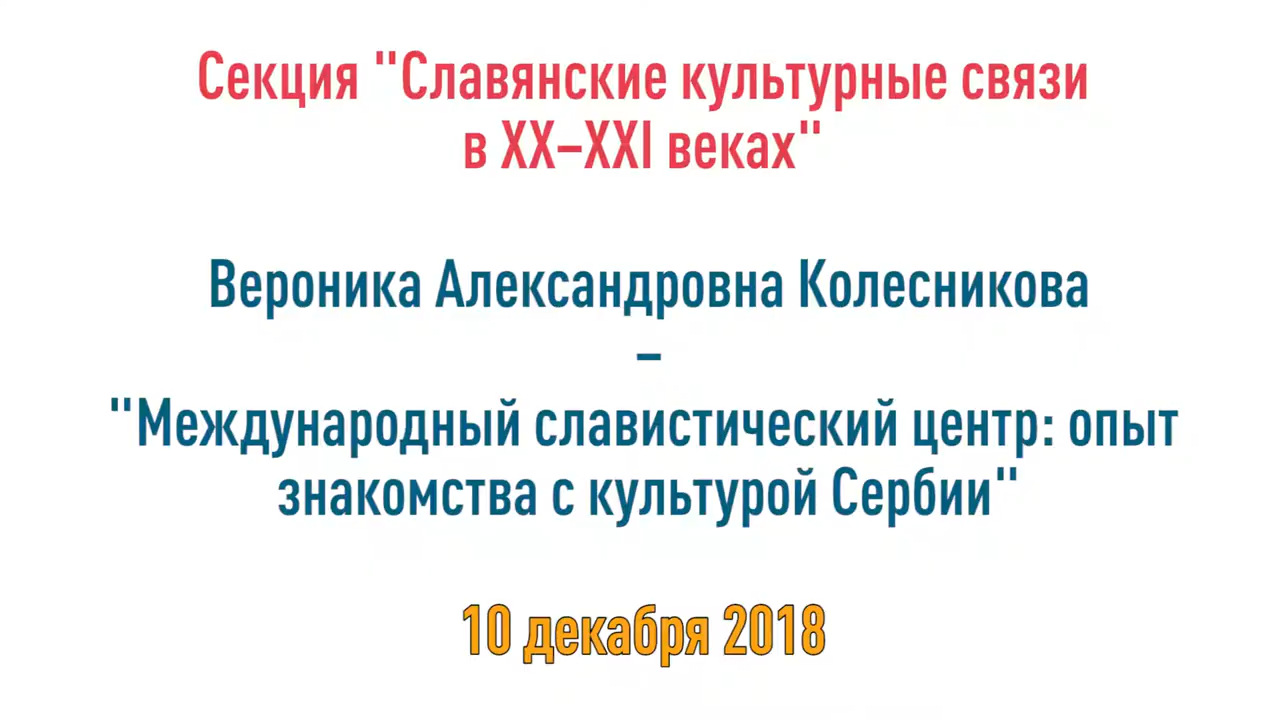 Секция "Славянские культурные связи
в XX–XXI веках"
Вероника Александровна Колесникова
–
"Международный славистический центр: опыт
знакомства с культурой Сербии"
10 декабря 2018